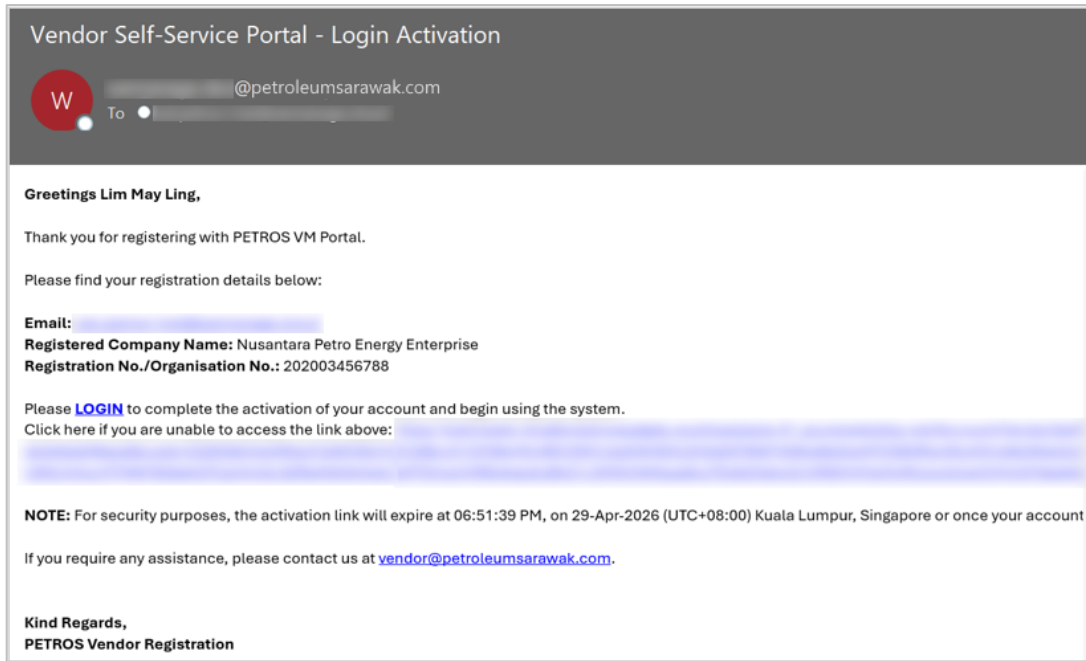 Vendor Self-Service Portal - Login Activation
W
@petroleumsarawak.com
To
Greetings Lim May Ling,
Thank you for registering with PETROS VM Portal.
Please find your registration details below:
Email:
Registered Company Name: Nusantara Petro Energy Enterprise
Registration No./Organisation No.: 202003456788
Please LOGIN to complete the activation of your account and begin using the system.
Click here if you are unable to access the link above:
NOTE: For security purposes, the activation link will expire at 06:51:39 PM, on 29-Apr-2026 (UTC+08:00) Kuala Lumpur, Singapore or once your account
If you require any assistance, please contact us at vendor@petroleumsarawak.com.
Kind Regards,
PETROS Vendor Registration